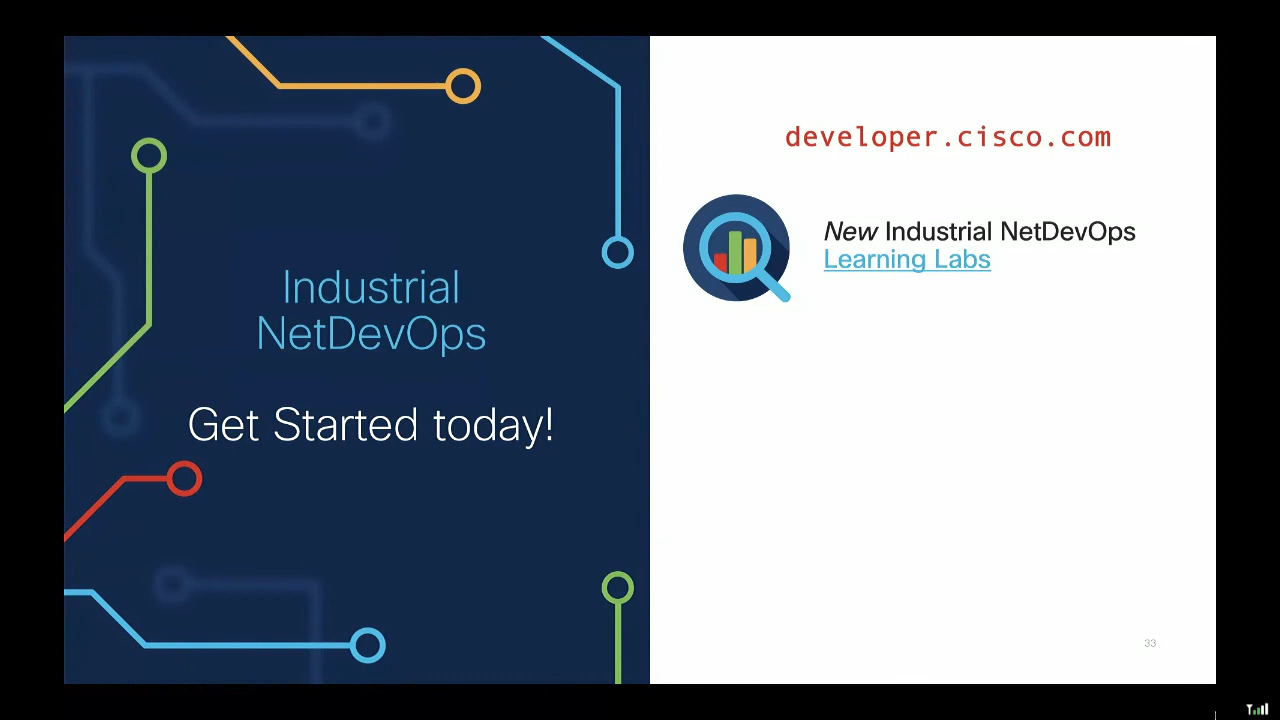 Industrial
NetDevOps
Get Started today!
developer.cisco.com
New Industrial NetDevOps
Learning Labs
33